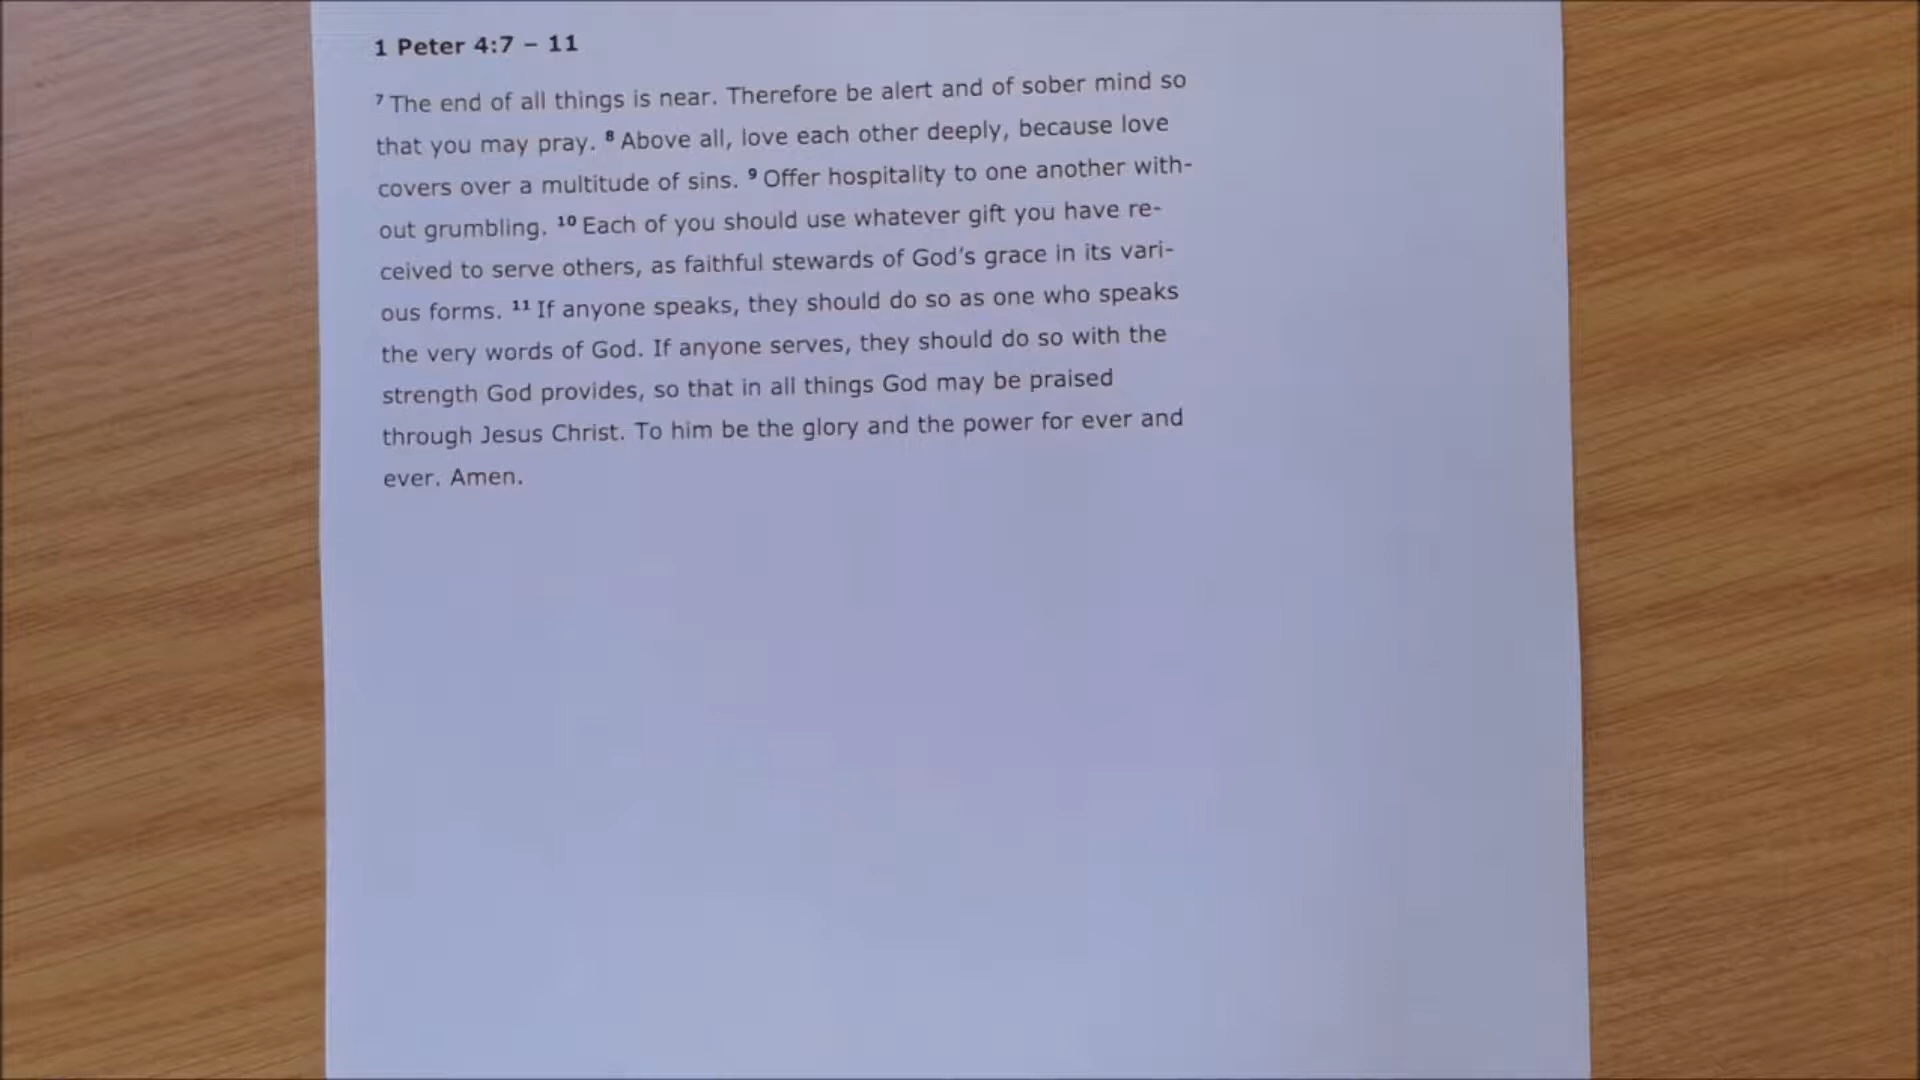 1 Peter 4:7 – 11
⁷ The end of all things is near. Therefore be alert and of sober mind so
that you may pray. ⁸ Above all, love each other deeply, because love
covers over a multitude of sins. ⁹ Offer hospitality to one another with-
out grumbling. ¹⁰ Each of you should use whatever gift you have re-
ceived to serve others, as faithful stewards of God’s grace in its vari-
ous forms. ¹¹ If anyone speaks, they should do so as one who speaks
the very words of God. If anyone serves, they should do so with the
strength God provides, so that in all things God may be praised
through Jesus Christ. To him be the glory and the power for ever and
ever. Amen.